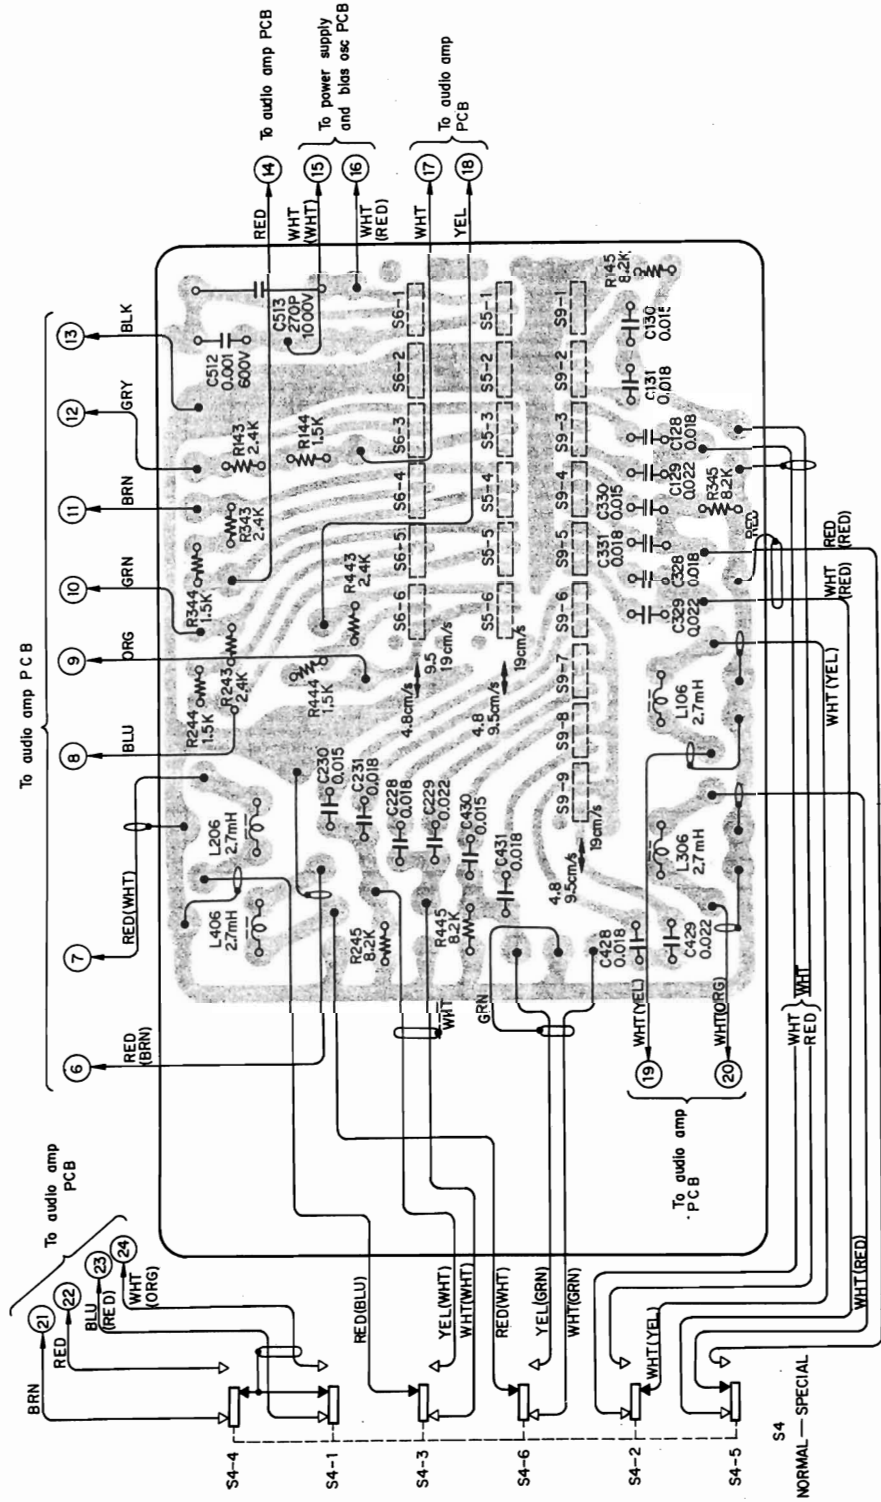 To audio amp PCB
To power supply
and bias osc PCB
To audio amp
PCB
14
15
16
17
18
RED
WHT
(WHT)
WHT
(RED)
WHT
YEL
To audio amp PCB
13
12
11
10
9
8
7
6
BLK
GRY
BRN
GRN
ORG
BLU
RED(WHT)
RED
(BRN)
C512
0.001
600V
C513
270P
1000V
R143
2.4K
R144
1.5K
R343
2.4K
R344
1.5K
R443
2.4K
R243
2.4K
R244
1.5K
R444
1.5K
S6-1
S6-2
S6-3
S6-4
S6-5
S6-6
4.8cm/s
9.5
19cm/s
S5-1
S5-2
S5-3
S5-4
S5-5
S5-6
4.8
9.5cm/s
19cm/s
S9-1
S9-2
S9-3
S9-4
S9-5
S9-6
S9-7
S9-8
S9-9
4.8
9.5cm/s
19cm/s
R145
8.2K
C130
C131
0.018
C128
0.018
C129
0.022
C330
0.015
R345
8.2K
C331
0.018
C328
0.018
C329
0.022
RED
RED
(RED)
WHT
(RED)
WHT(YEL)
L106
2.7mH
L306
2.7mH
L206
2.7mH
L406
2.7mH
C230
0.015
C231
0.018
C228
0.018
C229
0.022
C430
0.015
C431
0.018
R245
8.2K
R445
8.2K
C428
0.018
C429
0.022
WHT
GRN
WHT(YEL)
WHT(ORG)
19
20
To audio amp
PCB
WHT
RED
WHT
To audio amp
PCB
21
22
23
24
BRN
RED
BLU
(RED)
WHT
(ORG)
RED(BLU)
YEL(WHT)
WHT(WHT)
RED(WHT)
YEL(GRN)
WHT(GRN)
WHT(YEL)
WHT(RED)
S4-4
S4-1
S4-3
S4-6
S4-2
S4-5
S4
NORMAL — SPECIAL